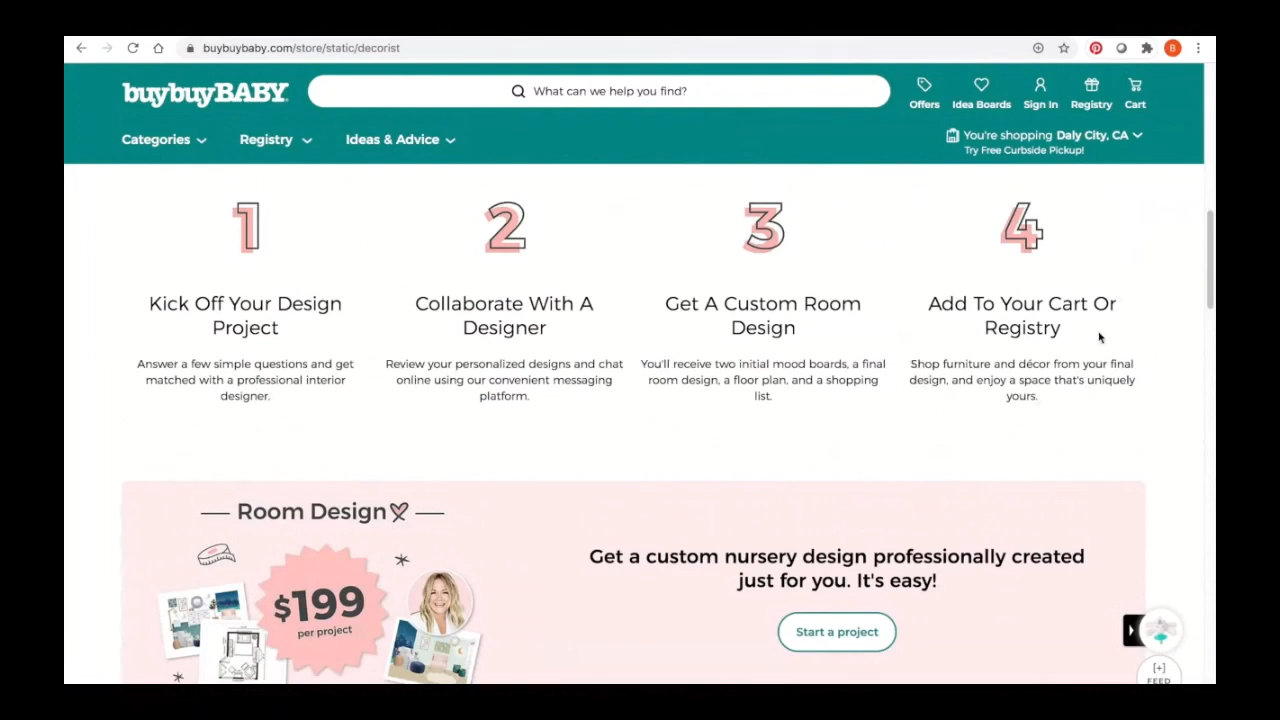 buybuybaby.com/store/static/decorist
B
buybuyBABY
What can we help you find?
Offers
Idea Boards
Sign In
Registry
Cart
Categories
Registry
Ideas & Advice
You're shopping Daly City, CA
Try Free Curbside Pickup!
1
2
3
4
Kick Off Your Design
Project
Answer a few simple questions and get
matched with a professional interior
designer.
Collaborate With A
Designer
Review your personalized designs and chat
online using our convenient messaging
platform.
Get A Custom Room
Design
You'll receive two initial mood boards, a final
room design, a floor plan, and a shopping
list.
Add To Your Cart Or
Registry
Shop furniture and décor from your final
design, and enjoy a space that's uniquely
yours.
Room Design
$199
per project
Get a custom nursery design professionally created
just for you. It's easy!
Start a project
[+]
FEED